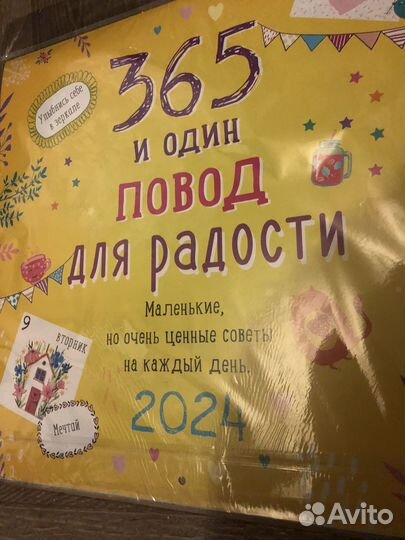 365
Улыбнись себе
в зеркале
и один
повод
для радости
Маленькие,
но очень ценные советы
на каждый день.
9
вторник
2024
Мечтай
Avito